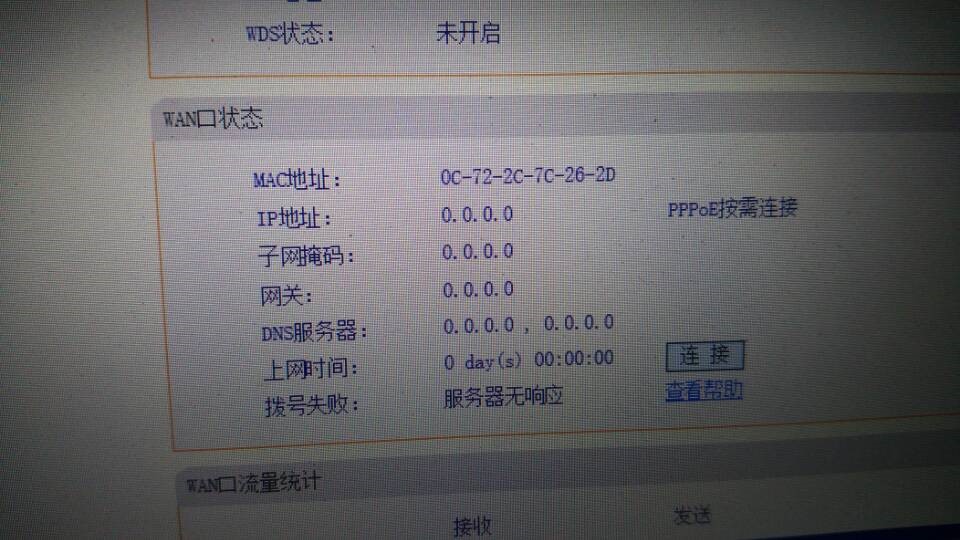 WDS状态: 未开启
WAN口状态
MAC地址: 0C-72-2C-7C-26-2D
IP地址: 0.0.0.0 PPPoE按需连接
子网掩码: 0.0.0.0
网关: 0.0.0.0
DNS服务器: 0.0.0.0 , 0.0.0.0
上网时间: 0 day(s) 00:00:00 连 接
拨号失败: 服务器无响应 查看帮助
WAN口流量统计
接收 发送